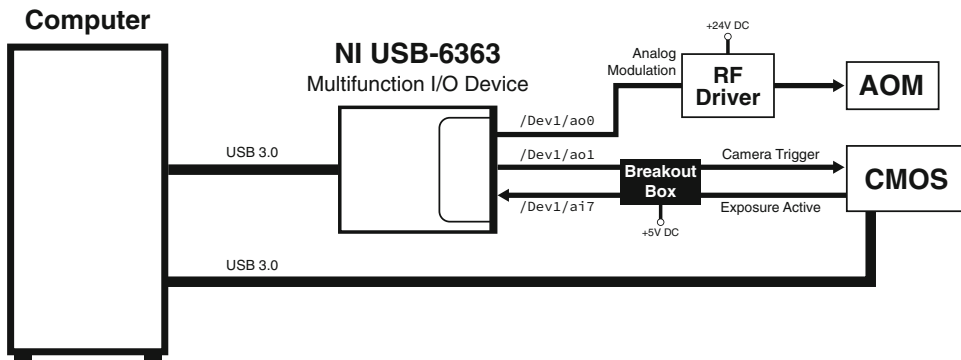 Computer
NI USB-6363
Multifunction I/O Device
USB 3.0
/Dev1/ao0
Analog
Modulation
+24V DC
RF
Driver
AOM
/Dev1/ao1
Breakout
Box
Camera Trigger
CMOS
/Dev1/ai7
+5V DC
Exposure Active
USB 3.0